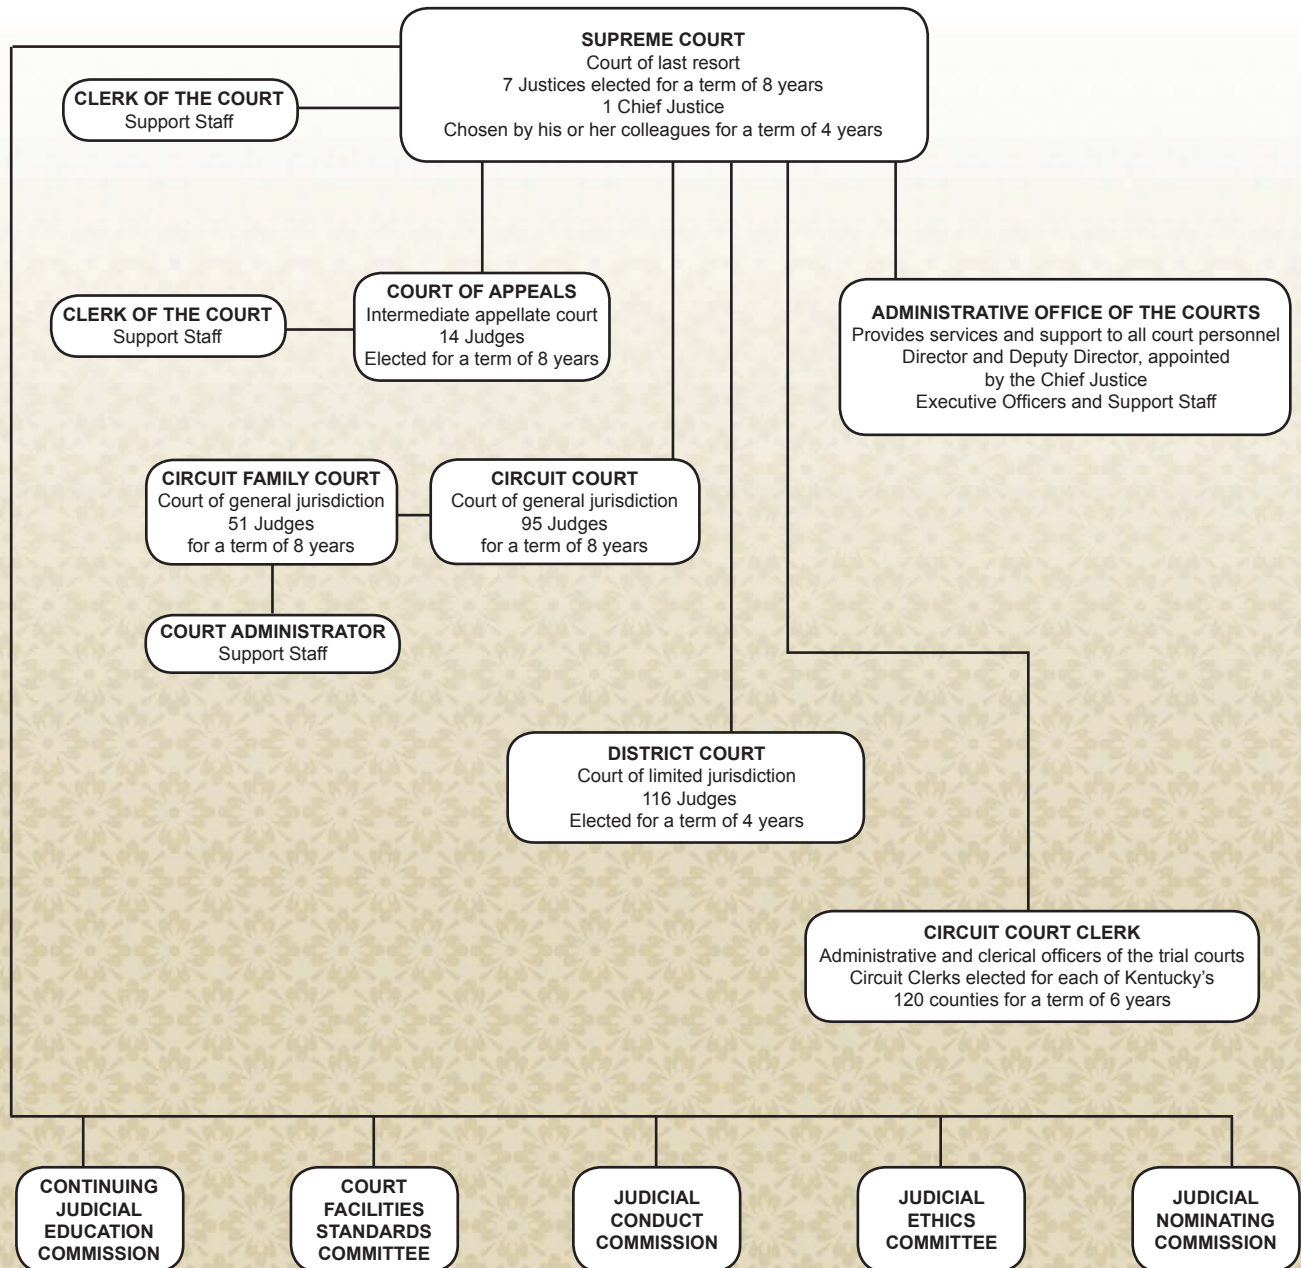 SUPREME COURT
Court of last resort
7 Justices elected for a term of 8 years
1 Chief Justice
Chosen by his or her colleagues for a term of 4 years
CLERK OF THE COURT
Support Staff
COURT OF APPEALS
Intermediate appellate court
14 Judges
Elected for a term of 8 years
CLERK OF THE COURT
Support Staff
ADMINISTRATIVE OFFICE OF THE COURTS
Provides services and support to all court personnel
Director and Deputy Director, appointed
by the Chief Justice
Executive Officers and Support Staff
CIRCUIT FAMILY COURT
Court of general jurisdiction
51 Judges
for a term of 8 years
CIRCUIT COURT
Court of general jurisdiction
95 Judges
for a term of 8 years
COURT ADMINISTRATOR
Support Staff
DISTRICT COURT
Court of limited jurisdiction
116 Judges
Elected for a term of 4 years
CIRCUIT COURT CLERK
Administrative and clerical officers of the trial courts
Circuit Clerks elected for each of Kentucky's
120 counties for a term of 6 years
CONTINUING
JUDICIAL
EDUCATION
COMMISSION
COURT
FACILITIES
STANDARDS
COMMITTEE
JUDICIAL
CONDUCT
COMMISSION
JUDICIAL
ETHICS
COMMITTEE
JUDICIAL
NOMINATING
COMMISSION